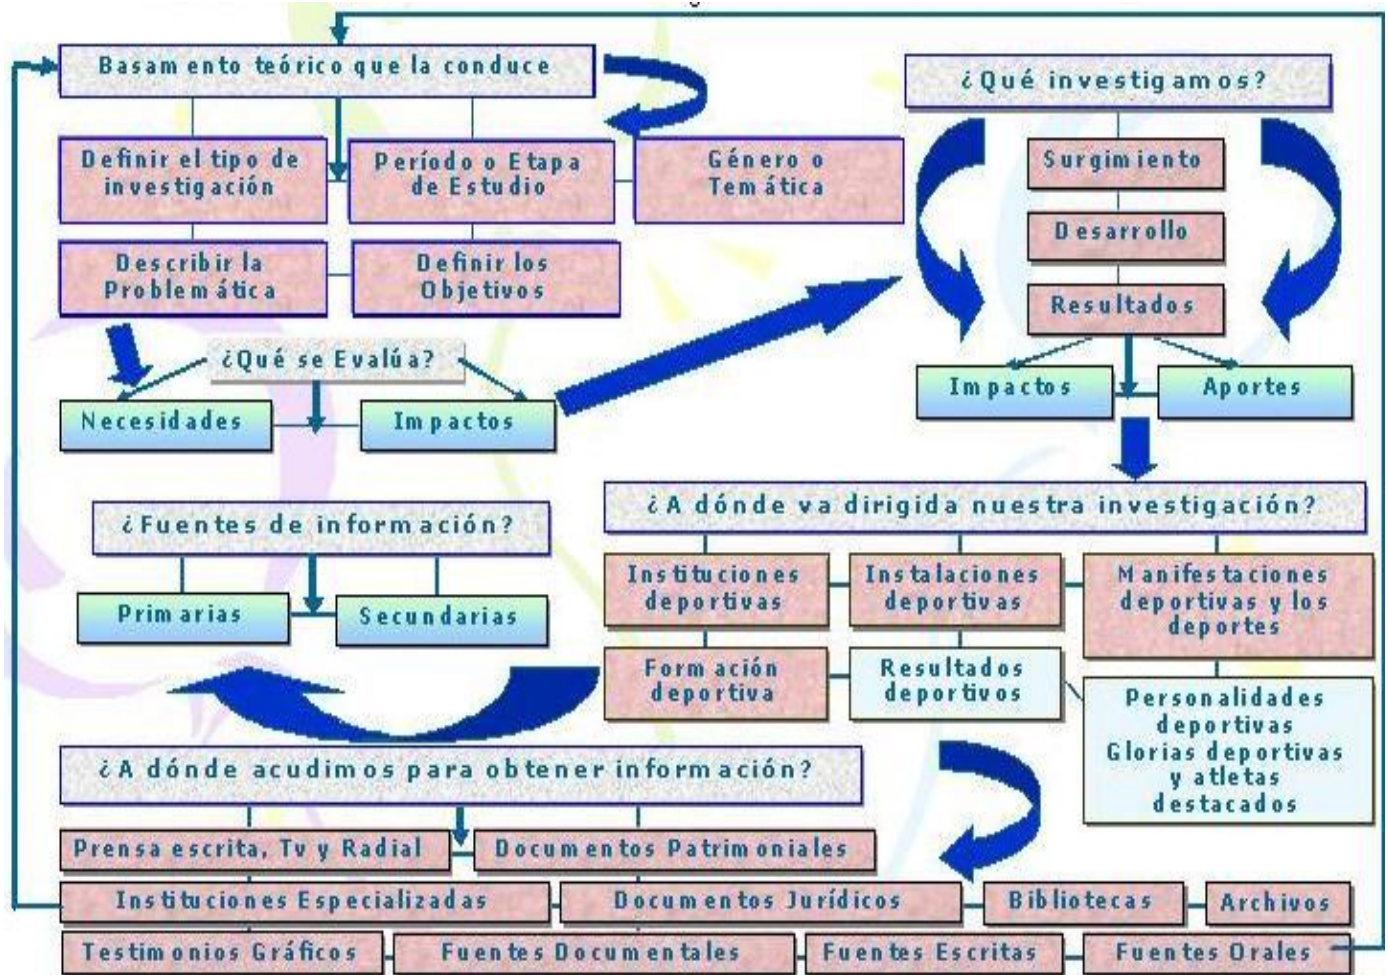 Basamento teórico que la conduce
¿Qué investigamos?
Definir el tipo de
investigación
Período o Etapa
de Estudio
Género o
Temática
Describir la
Problemática
Definir los
Objetivos
¿Qué se Evalúa?
Necesidades
Impactos
Surgimiento
Desarrollo
Resultados
Impactos
Aportes
¿Fuentes de información?
Primarias
Secundarias
¿A dónde va dirigida nuestra investigación?
Instituciones
deportivas
Instalaciones
deportivas
Manifestaciones
deportivas y los
deportes
Formación
deportiva
Resultados
deportivos
Personalidades
deportivas
Glorias deportivas
y atletas
destacados
¿A dónde acudimos para obtener información?
Prensa escrita, Tv y Radial
Documentos Patrimoniales
Instituciones Especializadas
Documentos Jurídicos
Bibliotecas
Archivos
Testimonios Gráficos
Fuentes Documentales
Fuentes Escritas
Fuentes Orales